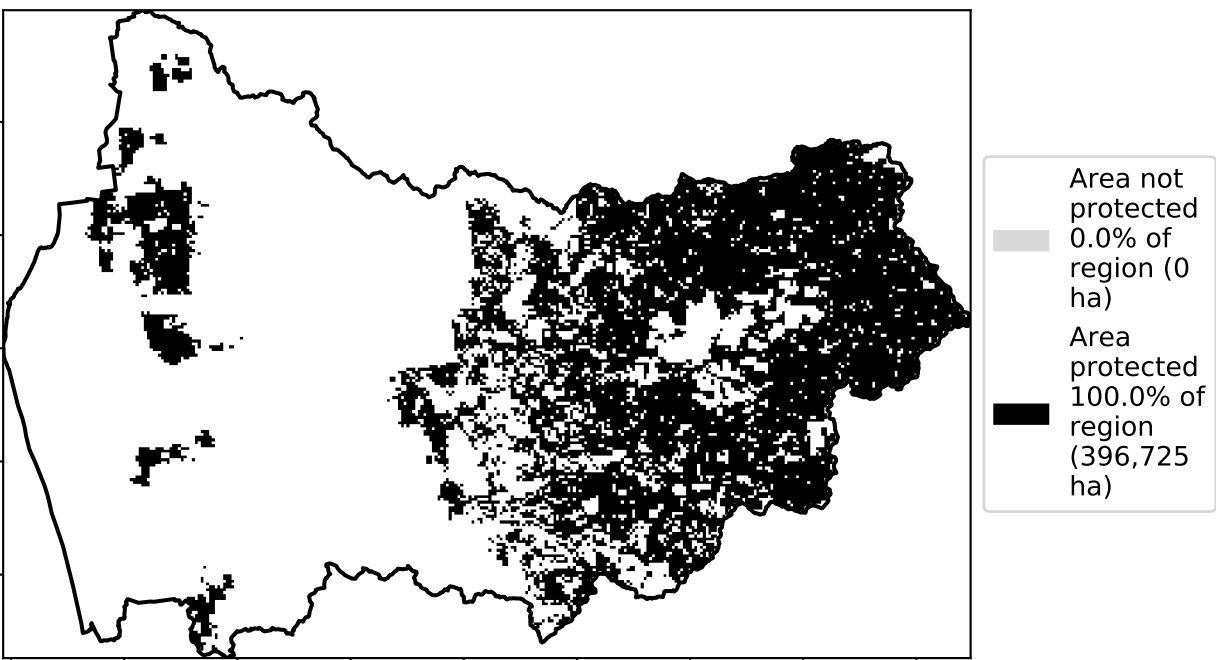 Area not
protected
0.0% of
region (0
ha)
Area
protected
100.0% of
region
(396,725
ha)